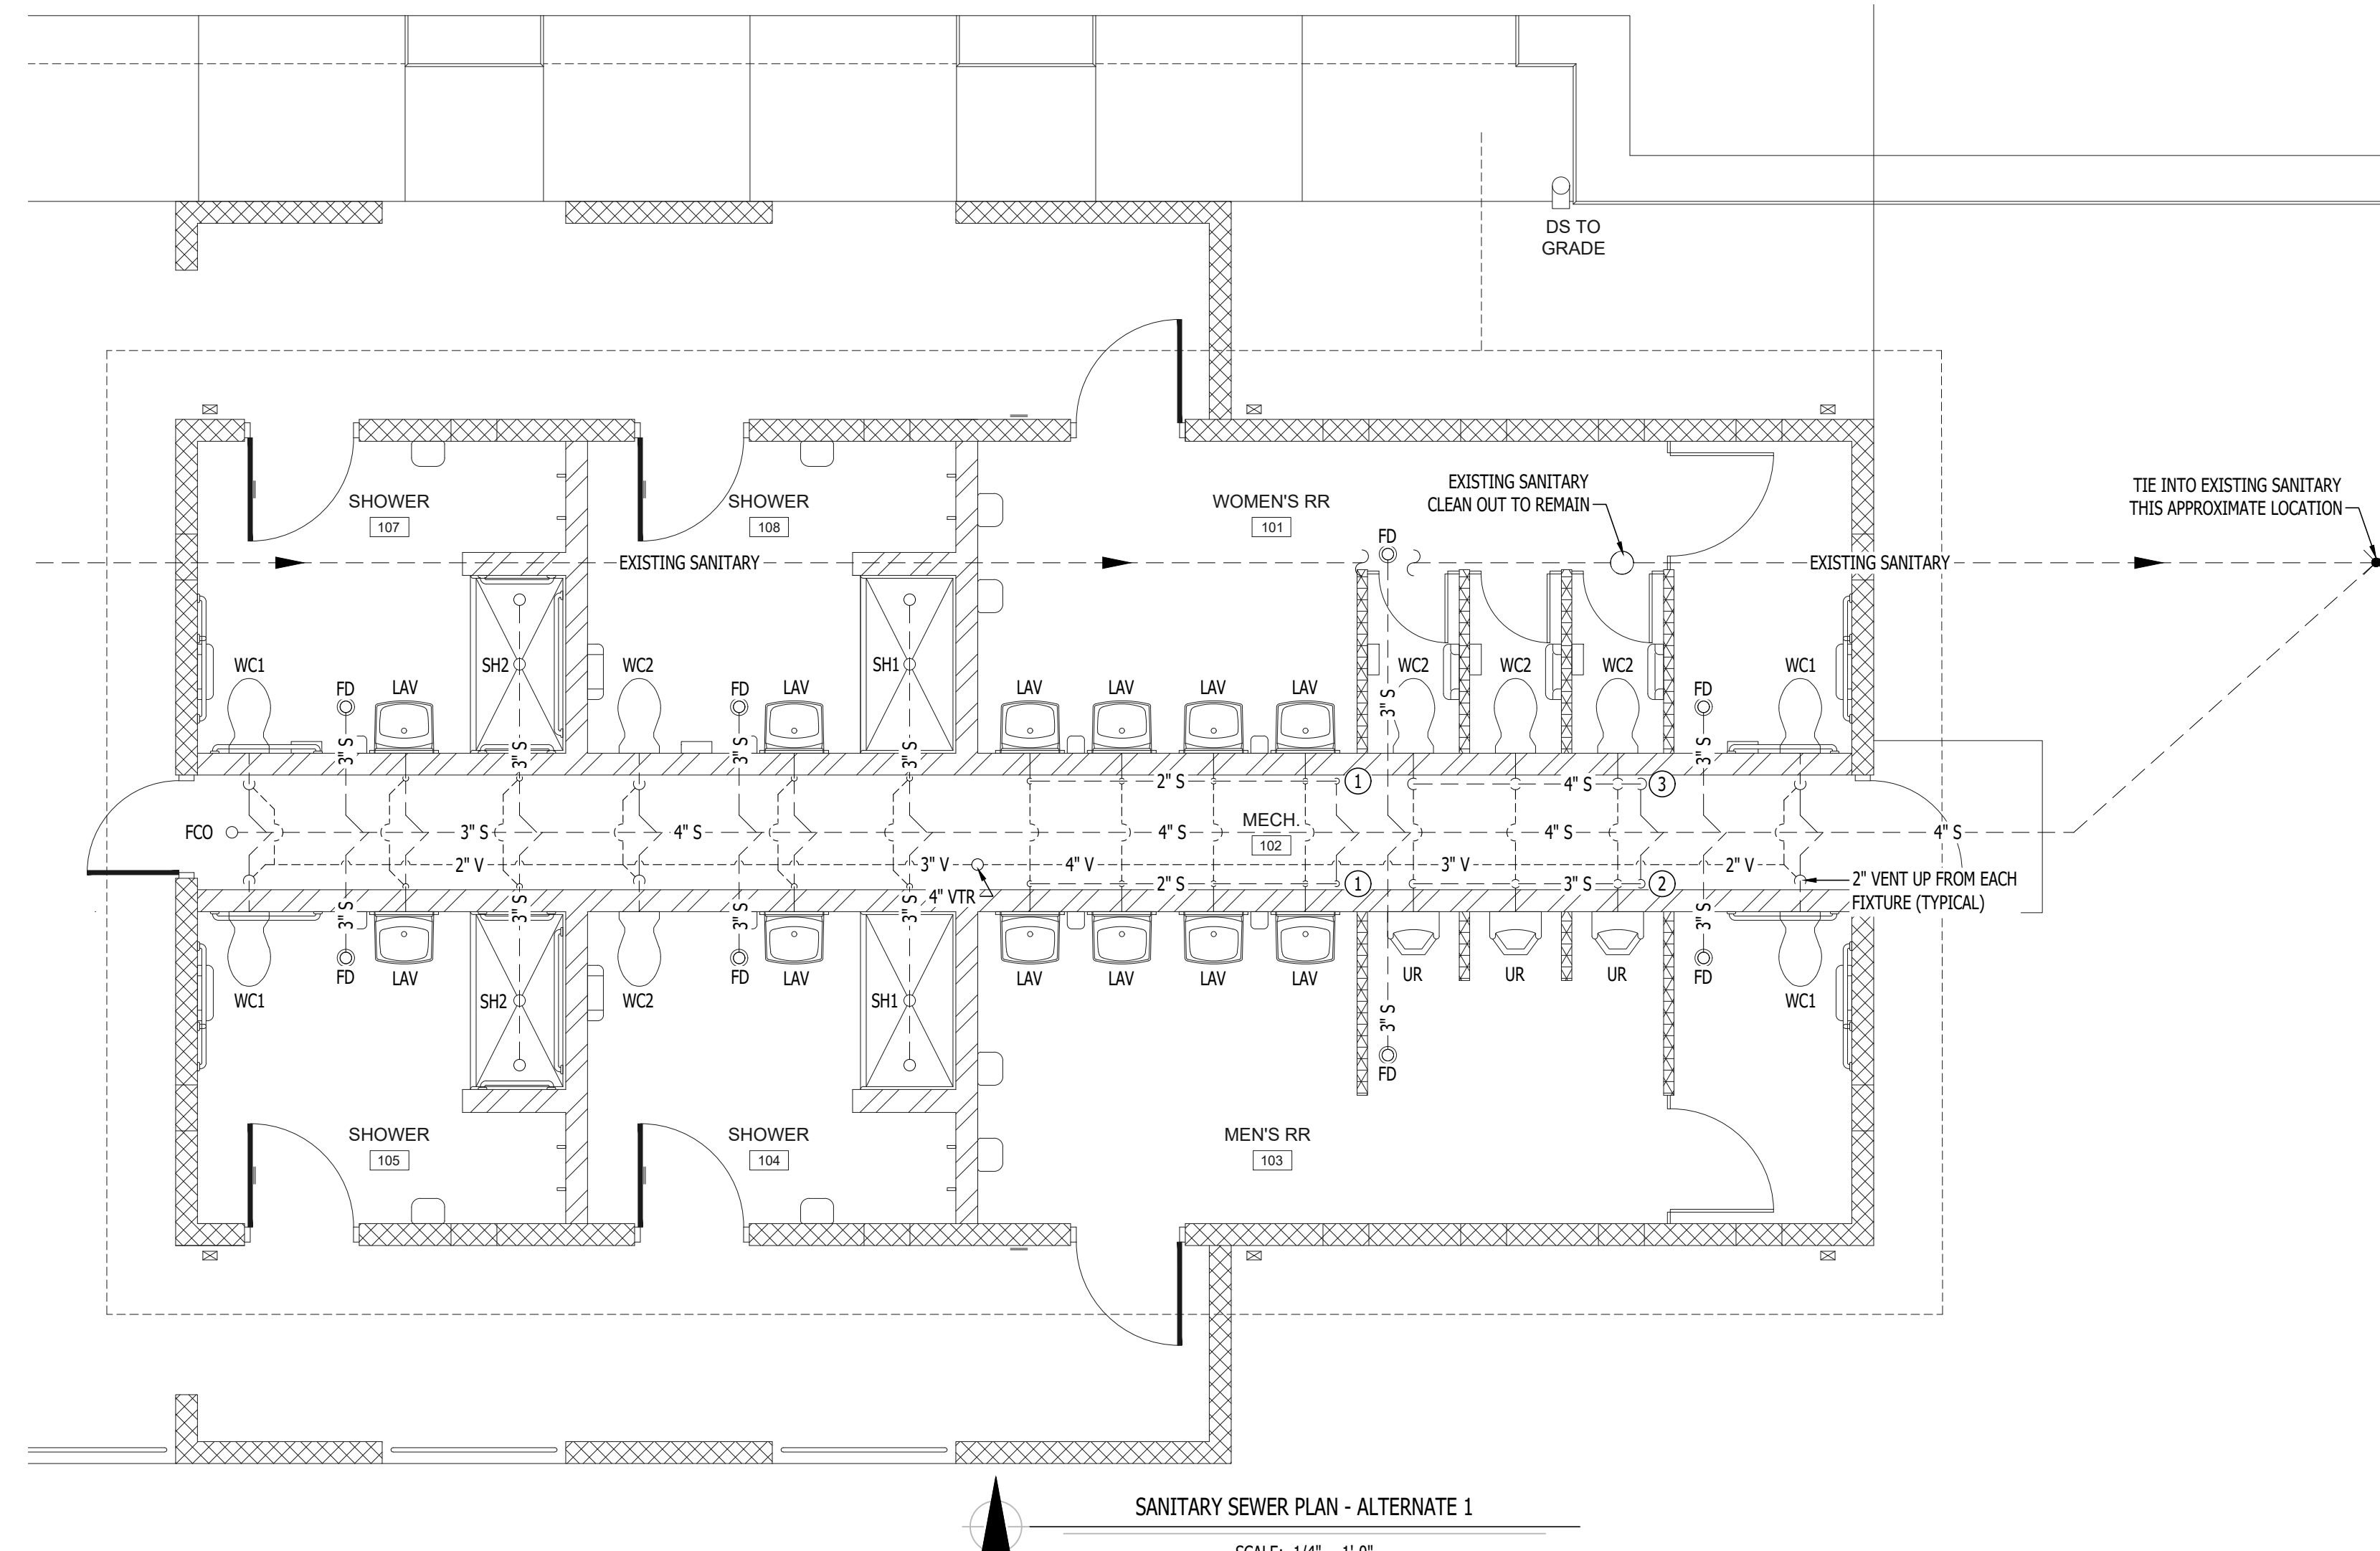 DS TO
GRADE
EXISTING SANITARY
CLEAN OUT TO REMAIN
TIE INTO EXISTING SANITARY
THIS APPROXIMATE LOCATION
SHOWER
107
SHOWER
108
WOMEN'S RR
101
FD
EXISTING SANITARY
EXISTING SANITARY
WC1
SH2
WC2
SH1
WC2
WC2
WC2
WC1
FD
LAV
FD
LAV
LAV
LAV
LAV
LAV
3" S
FD
3" S
3" S
3" S
3" S
3" S
2" S
1
4" S
3
FCO
3" S
4" S
4" S
MECH.
102
4" S
4" S
2" V
3" V
4" V
3" V
2" V
4" VTR
2" S
1
3" S
2
2" VENT UP FROM EACH
FIXTURE (TYPICAL)
3" S
3" S
3" S
3" S
3" S
FD
LAV
FD
LAV
LAV
LAV
LAV
LAV
UR
UR
UR
FD
WC1
SH2
WC2
SH1
WC1
3" S
FD
SHOWER
105
SHOWER
104
MEN'S RR
103
SANITARY SEWER PLAN - ALTERNATE 1
SCALE: 1/4" 1'-0"